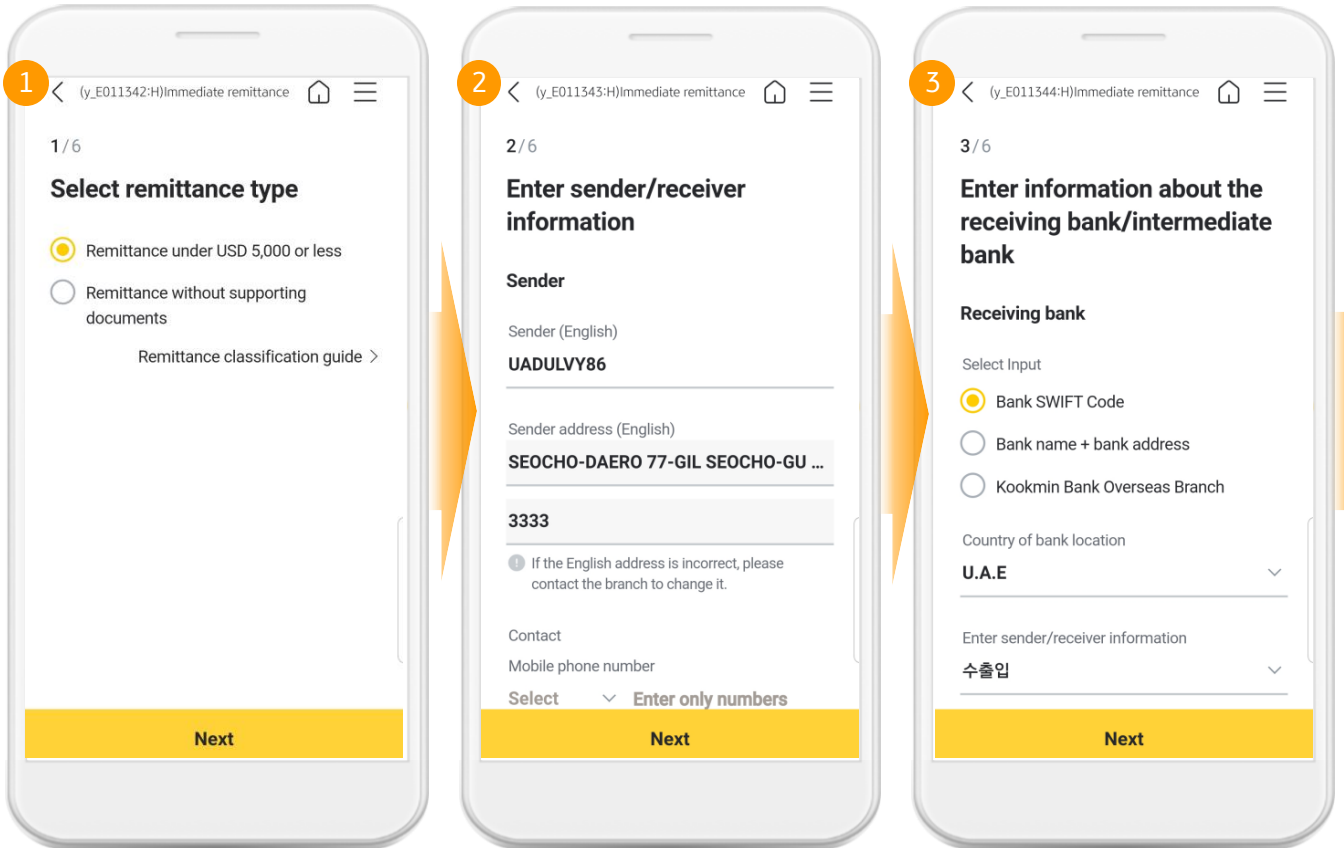 1
(y_E011342:H)Immediate remittance
1/6
Select remittance type
Remittance under USD 5,000 or less
Remittance without supporting
documents
Remittance classification guide >
Next
2
(y_E011343:H)Immediate remittance
2/6
Enter sender/receiver
information
Sender
Sender (English)
UADULVY86
Sender address (English)
SEOCHO-DAERO 77-GIL SEOCHO-GU ...
3333
If the English address is incorrect, please
contact the branch to change it.
Contact
Mobile phone number
Select Enter only numbers
Next
3
(y_E011344:H)Immediate remittance
3/6
Enter information about the
receiving bank/intermediate
bank
Receiving bank
Select Input
Bank SWIFT Code
Bank name + bank address
Kookmin Bank Overseas Branch
Country of bank location
U.A.E
Enter sender/receiver information
수출입
Next